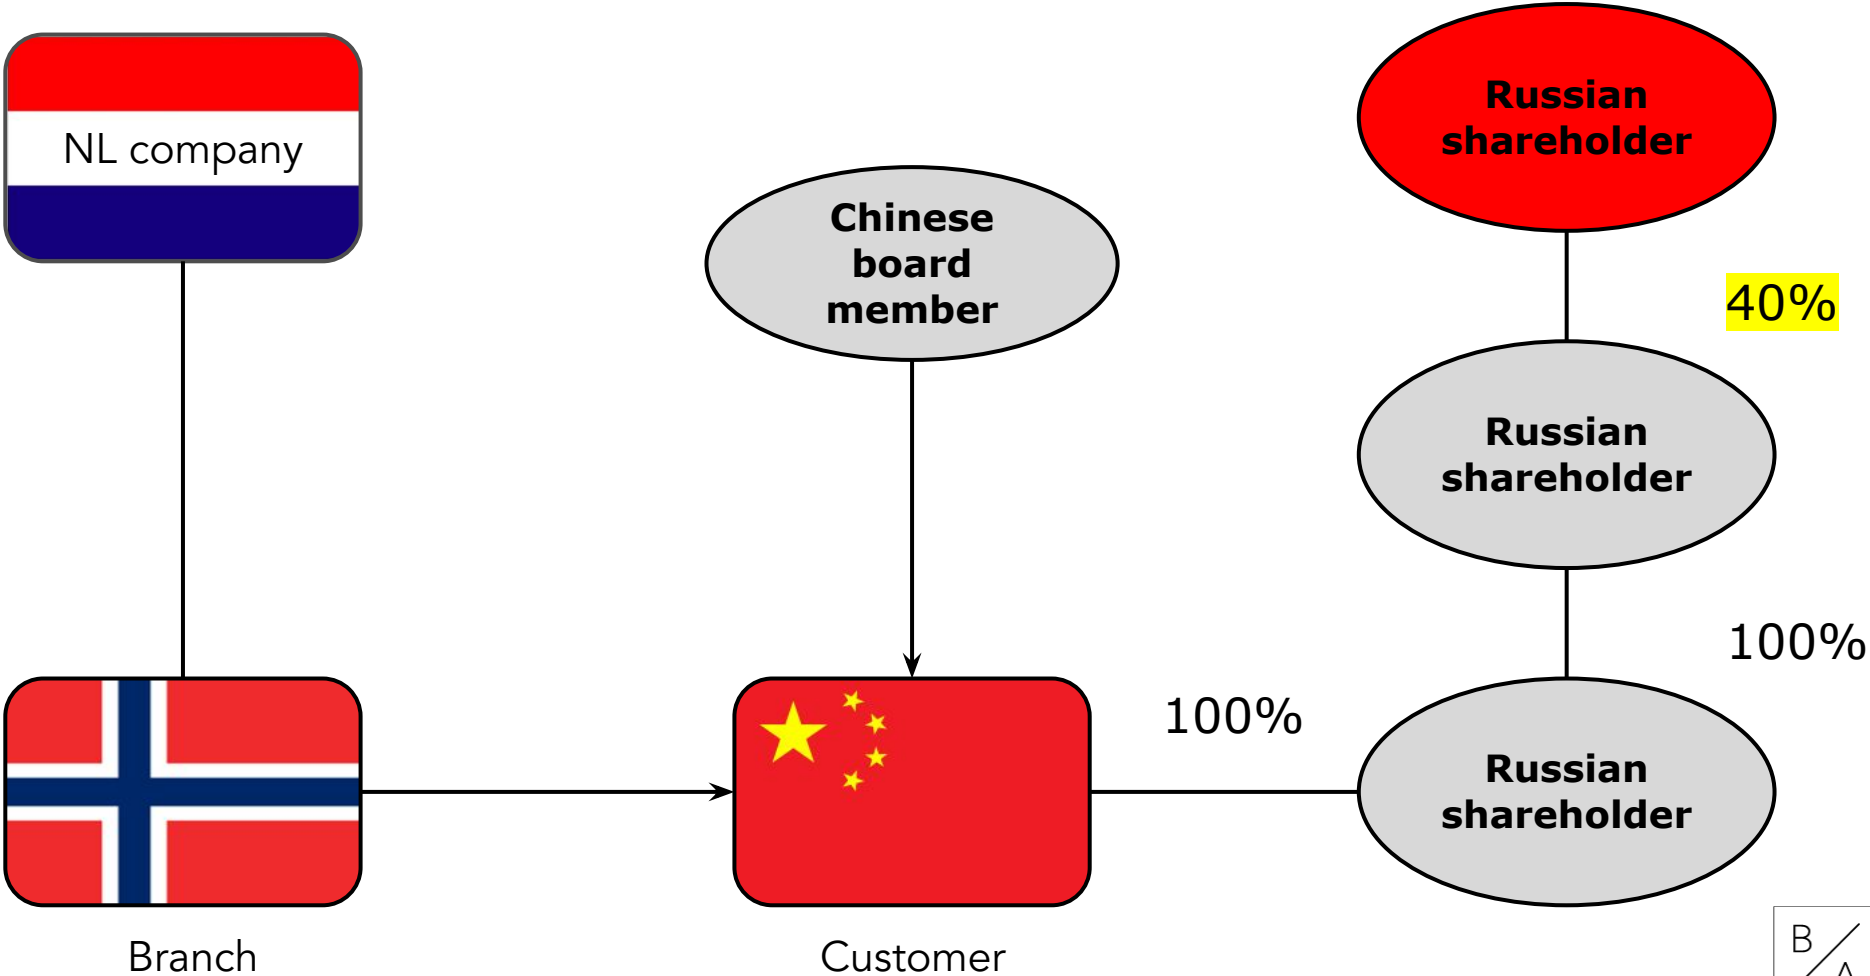 NL company
Russian
shareholder
Chinese
board
member
40%
Russian
shareholder
100%
100%
Russian
shareholder
Branch
Customer
B
A